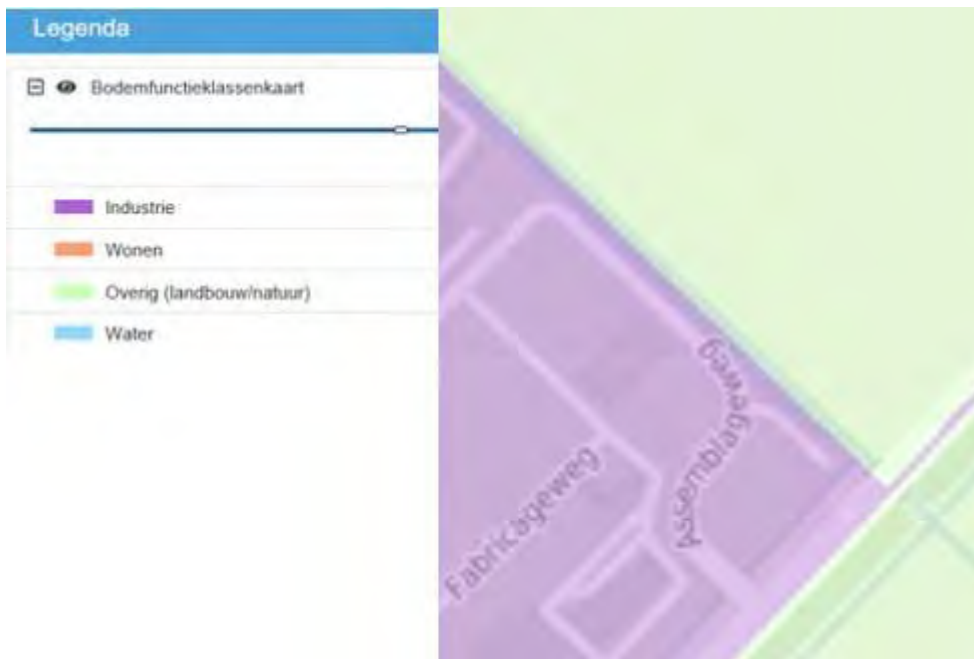 Legenda
Bodemfunctieklassenkaart
Industrie
Wonen
Overig (landbouw/natuur)
Water
Assemblageweg
Fabricageweg